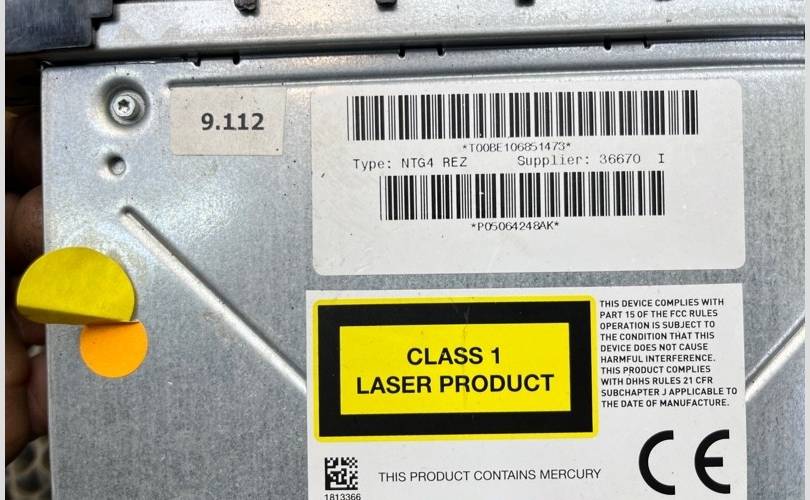 9.112
*T00BE106851473*
Type: NTG4 REZ Supplier: 36670 I
*P05064248AK*
CLASS 1
LASER PRODUCT
THIS DEVICE COMPLIES WITH
PART 15 OF THE FCC RULES
OPERATION IS SUBJECT TO
THE CONDITION THAT THIS
DEVICE DOES NOT CAUSE
HARMFUL INTERFERENCE.
THIS PRODUCT COMPLIES
WITH DHHS RULES 21 CFR
SUBCHAPTER J APPLICABLE TO
THE DATE OF MANUFACTURE.
CE
THIS PRODUCT CONTAINS MERCURY
1813366